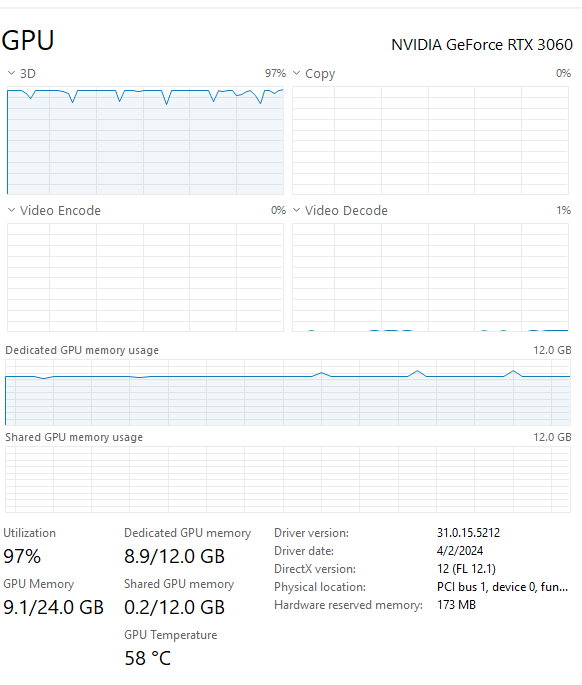 GPU
NVIDIA GeForce RTX 3060
3D 97%
Copy 0%
Video Encode 0%
Video Decode 1%
Dedicated GPU memory usage 12.0 GB
Shared GPU memory usage 12.0 GB
Utilization
97%
Dedicated GPU memory
8.9/12.0 GB
GPU Memory
9.1/24.0 GB
Shared GPU memory
0.2/12.0 GB
GPU Temperature
58 °C
Driver version: 31.0.15.5212
Driver date: 4/2/2024
DirectX version: 12 (FL 12.1)
Physical location: PCI bus 1, device 0, fun...
Hardware reserved memory: 173 MB